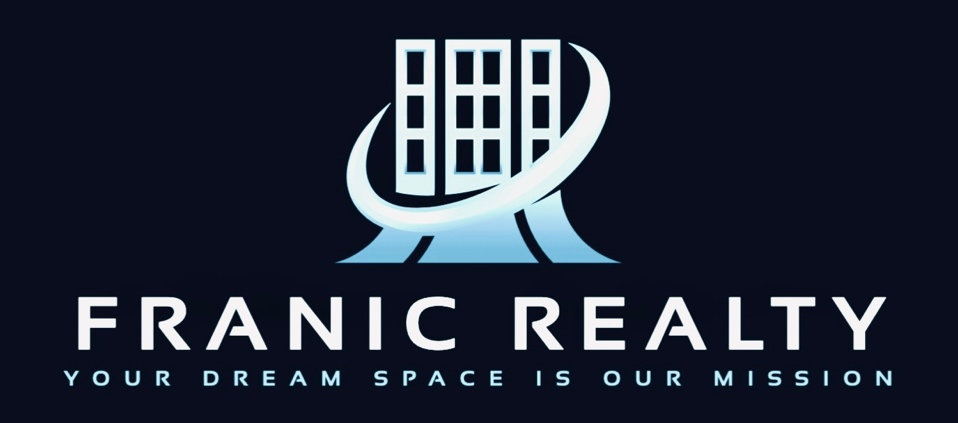 FRANIC REALTY
YOUR DREAM SPACE IS OUR MISSION